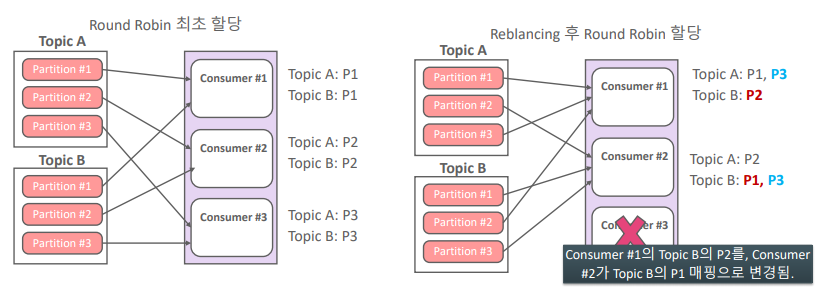 Round Robin 최초 할당
Topic A
Partition #1
Partition #2
Partition #3
Topic B
Partition #1
Partition #2
Partition #3
Consumer #1
Consumer #2
Consumer #3
Topic A: P1
Topic B: P1
Topic A: P2
Topic B: P2
Topic A: P3
Topic B: P3
Reblancing 후 Round Robin 할당
Topic A
Partition #1
Partition #2
Partition #3
Topic B
Partition #1
Partition #2
Partition #3
Consumer #1
Consumer #2
Consumer #3
Topic A: P1, P3
Topic B: P2
Topic A: P2
Topic B: P1, P3
Consumer #1의 Topic B의 P2를, Consumer
#2가 Topic B의 P1 매핑으로 변경됨.